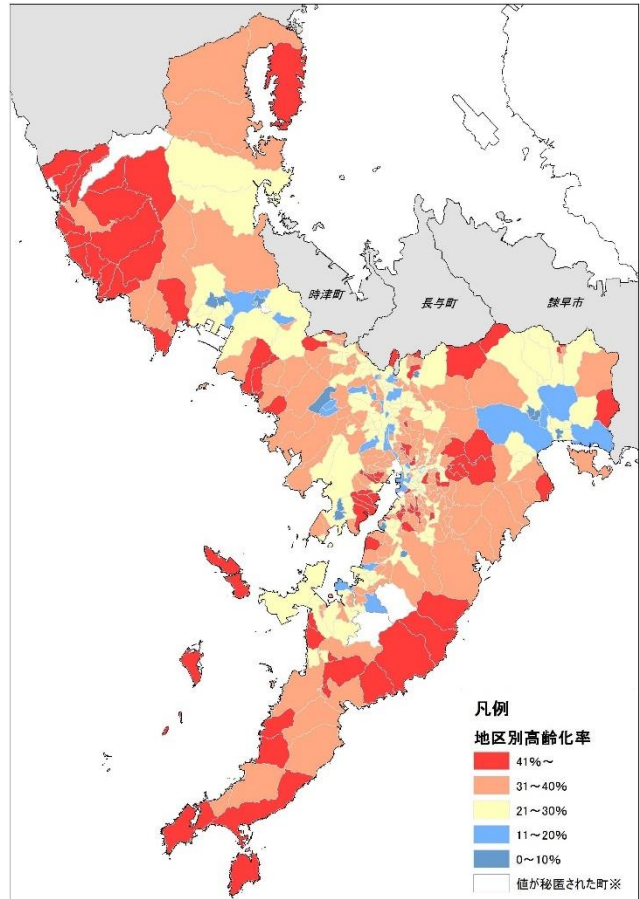 時津町
長与町
諫早市
凡例
地区別高齢化率
41%～
31～40%
21～30%
11～20%
0～10%
値が秘匿された町※